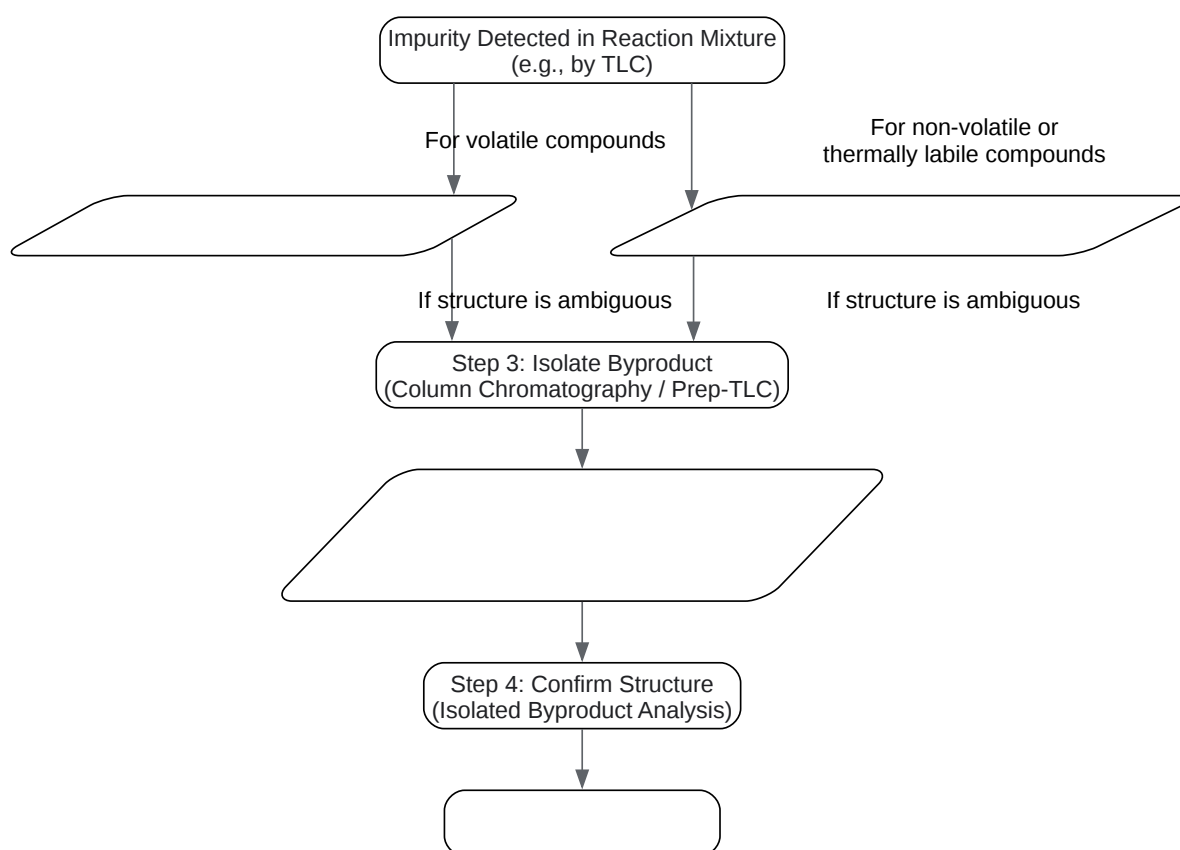 Impurity Detected in Reaction Mixture
(e.g., by TLC)
For volatile compounds
For non-volatile or
thermally labile compounds
If structure is ambiguous
If structure is ambiguous
Step 3: Isolate Byproduct
(Column Chromatography / Prep-TLC)
Step 4: Confirm Structure
(Isolated Byproduct Analysis)